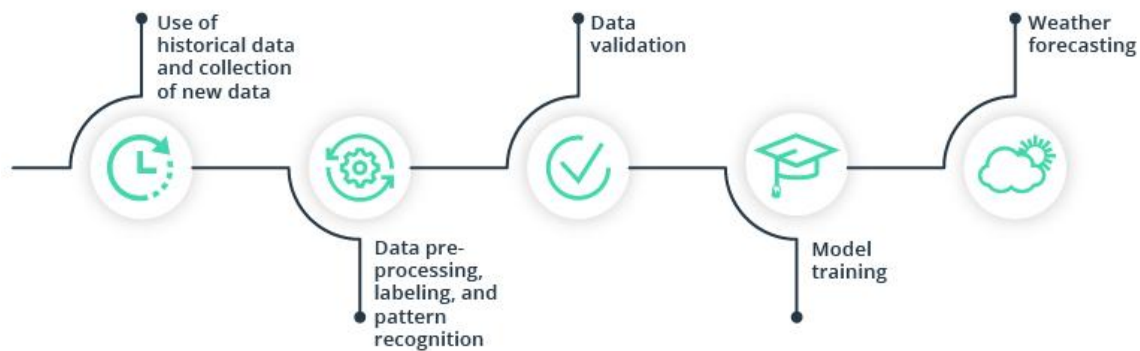 Use of
historical data
and collection
of new data
Data pre-
processing,
labeling, and
pattern
recognition
Data
validation
Model
training
Weather
forecasting